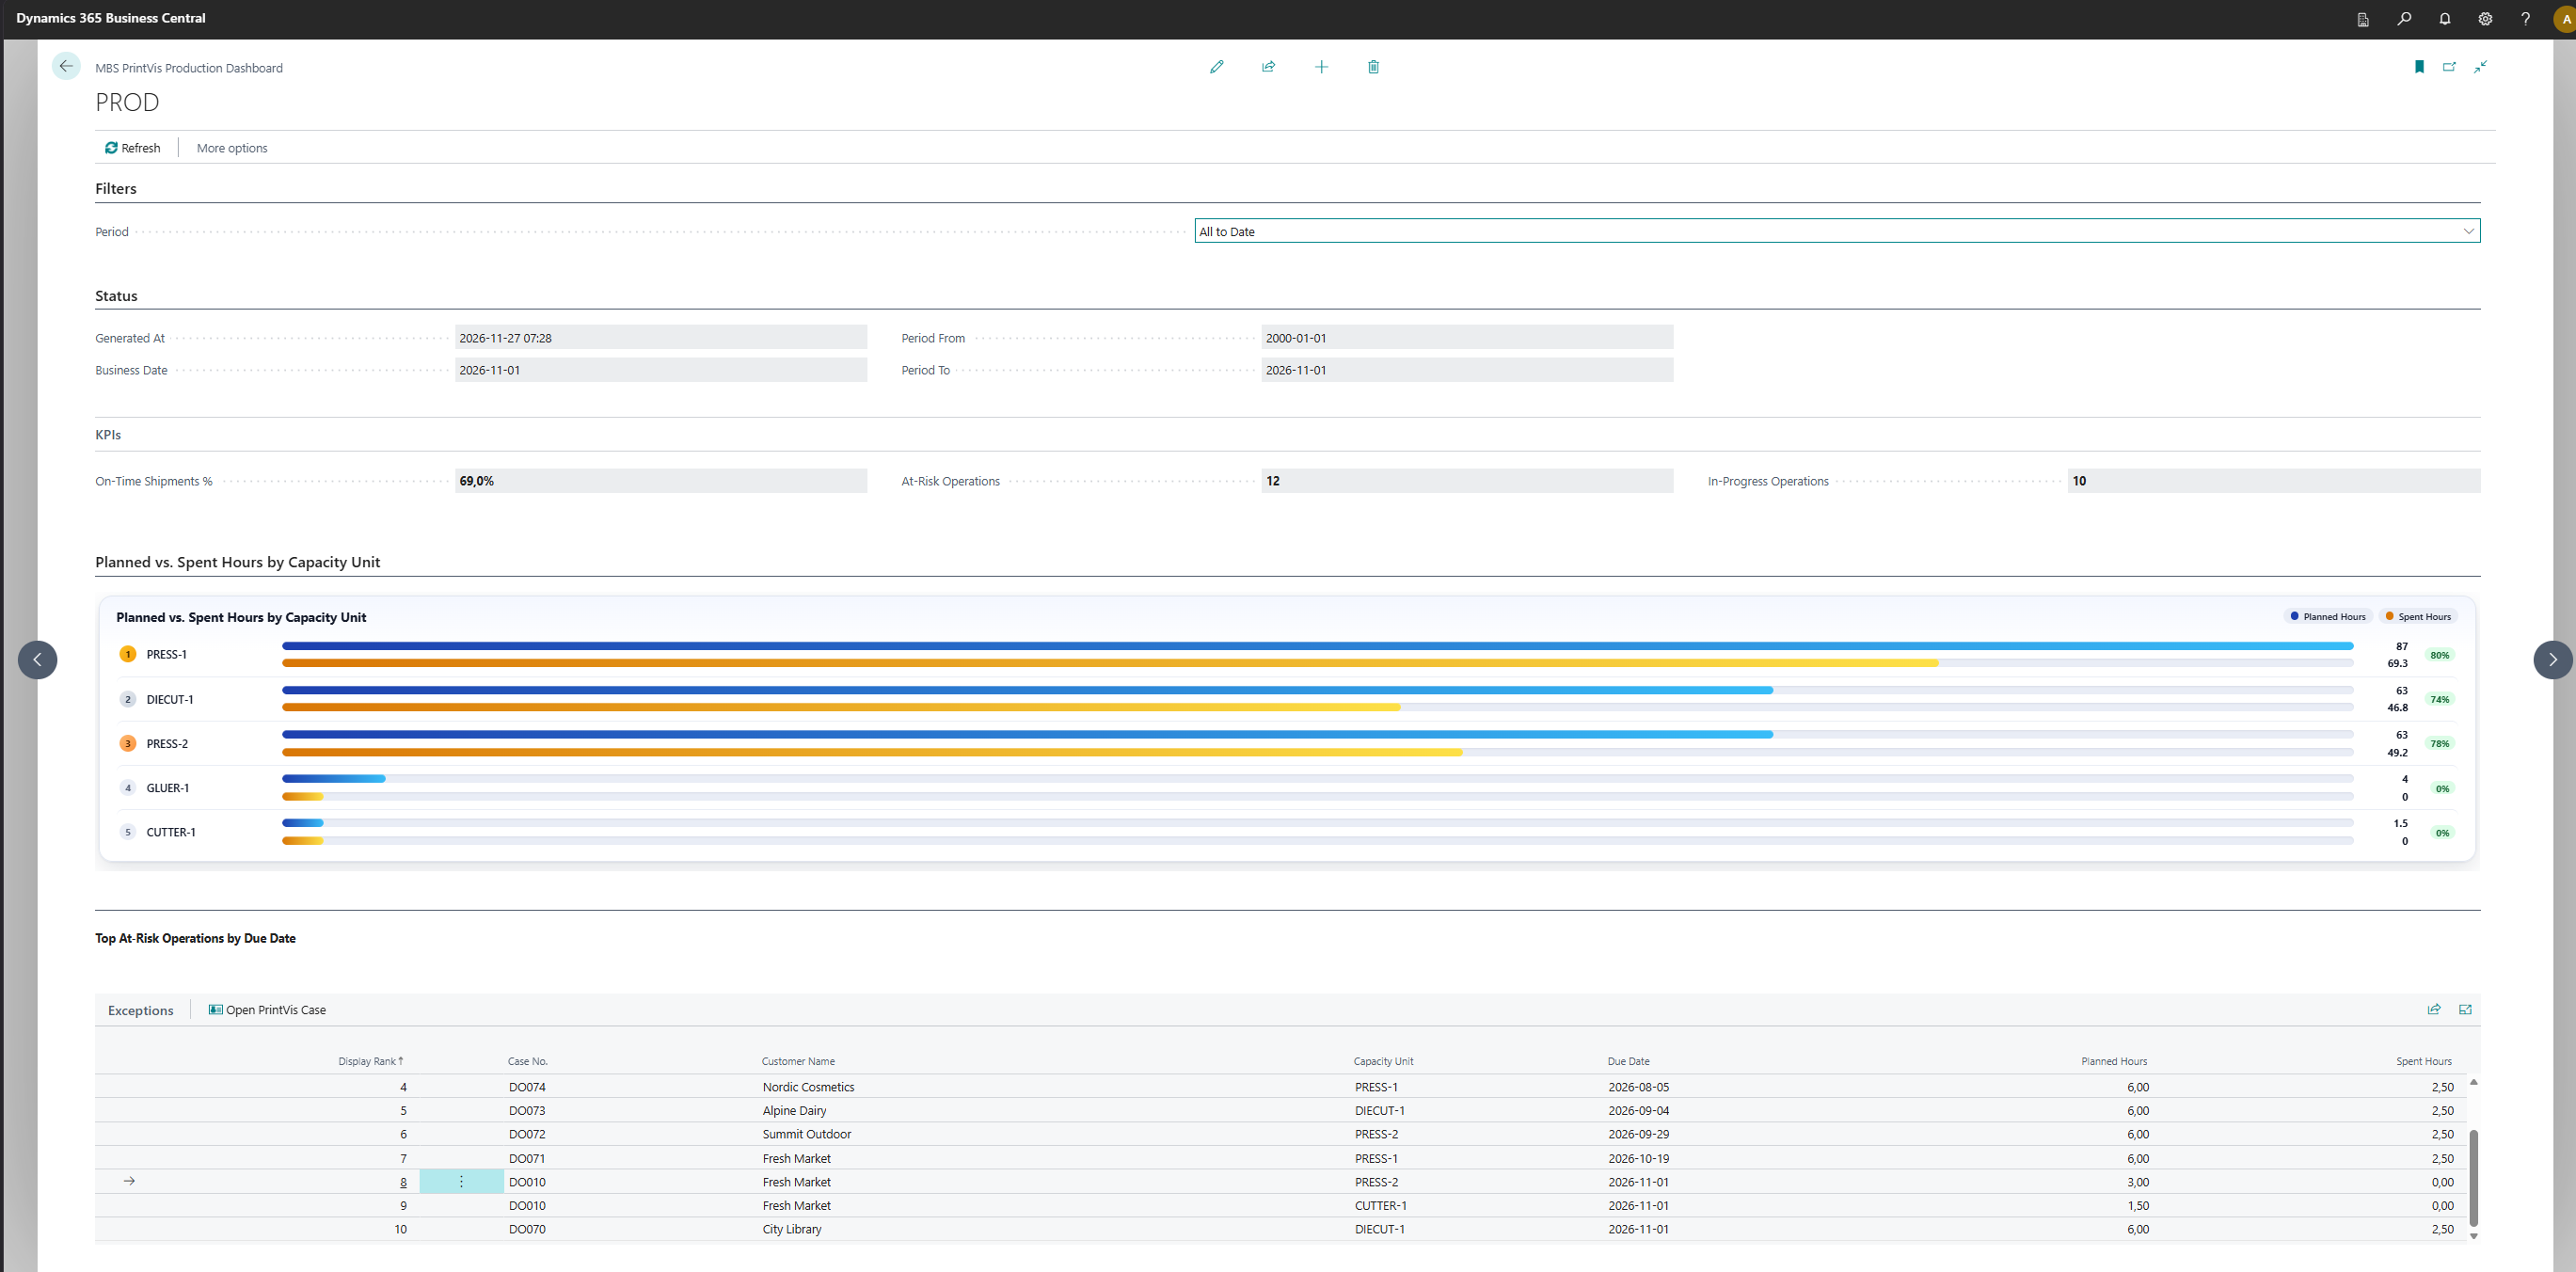 Dynamics 365 Business Central
?
A
MBS PrintVis Production Dashboard
PROD
Refresh More options
Filters
Period All to Date
Status
Generated At 2026-11-27 07:28 Period From 2000-01-01
Business Date 2026-11-01 Period To 2026-11-01
KPIs
On-Time Shipments % 69,0% At-Risk Operations 12 In-Progress Operations 10
Planned vs. Spent Hours by Capacity Unit
Planned vs. Spent Hours by Capacity Unit Planned Hours Spent Hours
1 PRESS-1 87 69.3 80%
2 DIECUT-1 63 46.8 74%
3 PRESS-2 63 49.2 78%
4 GLUER-1 4 0 0%
5 CUTTER-1 1.5 0 0%
Top At-Risk Operations by Due Date
Exceptions Open PrintVis Case
Display Rank↑ Case No. Customer Name Capacity Unit Due Date Planned Hours Spent Hours
4 DO074 Nordic Cosmetics PRESS-1 2026-08-05 6,00 2,50
5 DO073 Alpine Dairy DIECUT-1 2026-09-04 6,00 2,50
6 DO072 Summit Outdoor PRESS-2 2026-09-29 6,00 2,50
7 DO071 Fresh Market PRESS-1 2026-10-19 6,00 2,50
8 DO010 Fresh Market PRESS-2 2026-11-01 3,00 0,00
9 DO010 Fresh Market CUTTER-1 2026-11-01 1,50 0,00
10 DO070 City Library DIECUT-1 2026-11-01 6,00 2,50